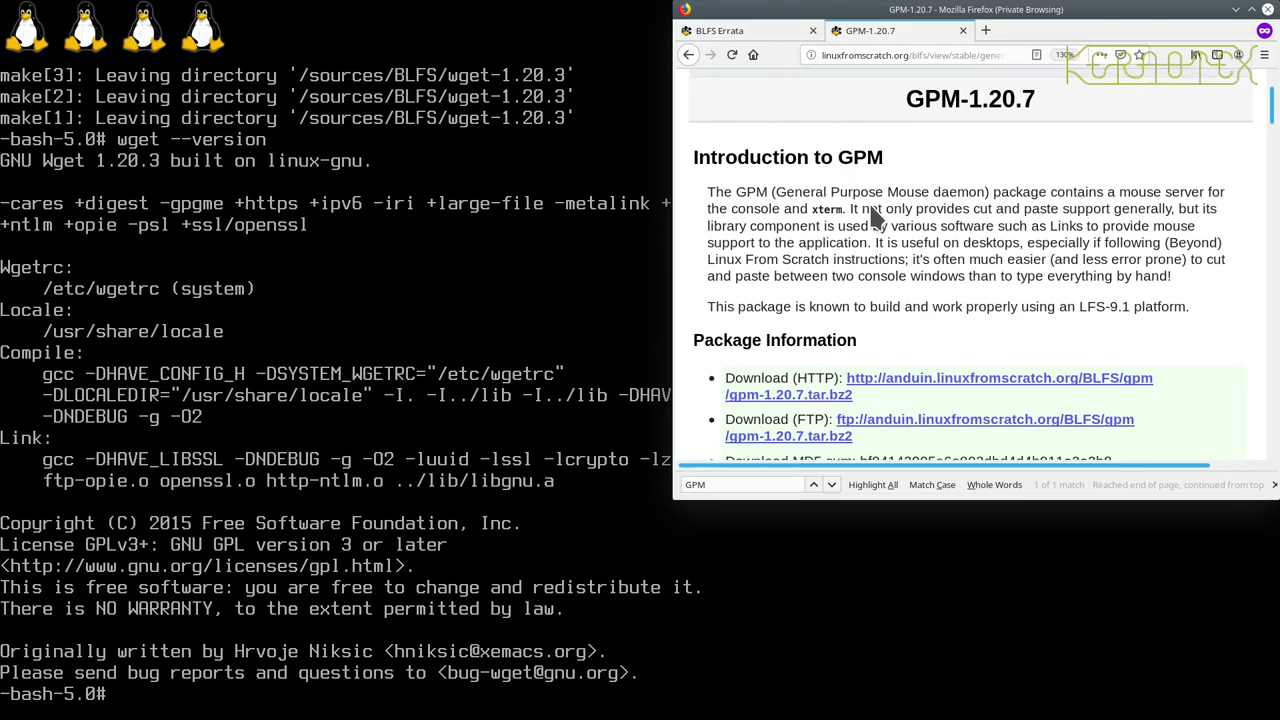 make[3]: Leaving directory '/sources/BLFS/wget-1.20.3'
make[2]: Leaving directory '/sources/BLFS/wget-1.20.3'
make[1]: Leaving directory '/sources/BLFS/wget-1.20.3'
-bash-5.0# wget --version
GNU Wget 1.20.3 built on linux-gnu.
-cares +digest -gpgme +https +ipv6 -iri +large-file -metalink +
+ntlm +opie -psl +ssl/openssl
Wgetrc:
/etc/wgetrc (system)
Locale:
/usr/share/locale
Compile:
gcc -DHAVE_CONFIG_H -DSYSTEM_WGETRC="/etc/wgetrc"
-DLOCALEDIR="/usr/share/locale" -I. -I../lib -I../lib -DHAV
-DNDEBUG -g -O2
Link:
gcc -DHAVE_LIBSSL -DNDEBUG -g -O2 -luuid -lssl -lcrypto -lz
ftp-opie.o openssl.o http-ntlm.o ../lib/libgnu.a
Copyright (C) 2015 Free Software Foundation, Inc.
License GPLv3+: GNU GPL version 3 or later
<http://www.gnu.org/licenses/gpl.html>.
This is free software: you are free to change and redistribute it.
There is NO WARRANTY, to the extent permitted by law.
Originally written by Hrvoje Niksic <hniksic@xemacs.org>.
Please send bug reports and questions to <bug-wget@gnu.org>.
-bash-5.0#
GPM-1.20.7 - Mozilla Firefox (Private Browsing)
BLFS Errata
GPM-1.20.7
linuxfromscratch.org/blfs/view/stable/gene
130%
GPM-1.20.7
Introduction to GPM
The GPM (General Purpose Mouse daemon) package contains a mouse server for
the console and xterm. It not only provides cut and paste support generally, but its
library component is used by various software such as Links to provide mouse
support to the application. It is useful on desktops, especially if following (Beyond)
Linux From Scratch instructions; it's often much easier (and less error prone) to cut
and paste between two console windows than to type everything by hand!
This package is known to build and work properly using an LFS-9.1 platform.
Package Information
Download (HTTP): http://anduin.linuxfromscratch.org/BLFS/gpm
/gpm-1.20.7.tar.bz2
Download (FTP): ftp://anduin.linuxfromscratch.org/BLFS/gpm
/gpm-1.20.7.tar.bz2
Download MD5 sum:
GPM
Highlight All
Match Case
Whole Words
1 of 1 match
Reached end of page, continued from top